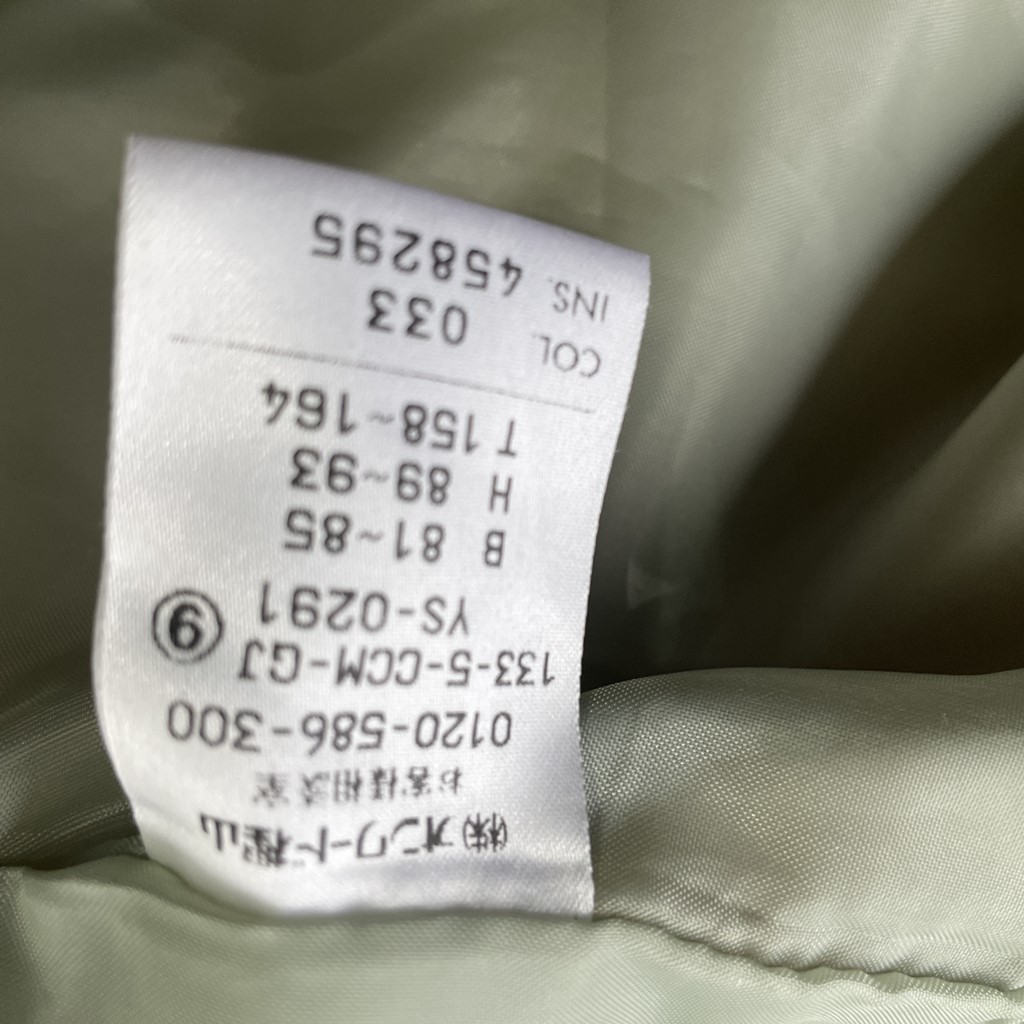 (株)オンワード樫山
お客様相談室
0120-586-300
133-5-CCM-GJ
YS-0291 ⑨
B 81~85
H 89~93
T 158~164
COL. 033
INS. 458295